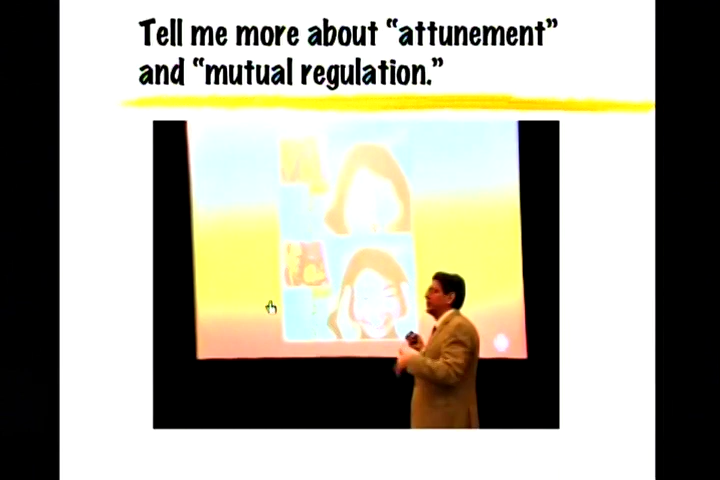 Tell me more about “attunement”
and “mutual regulation.”